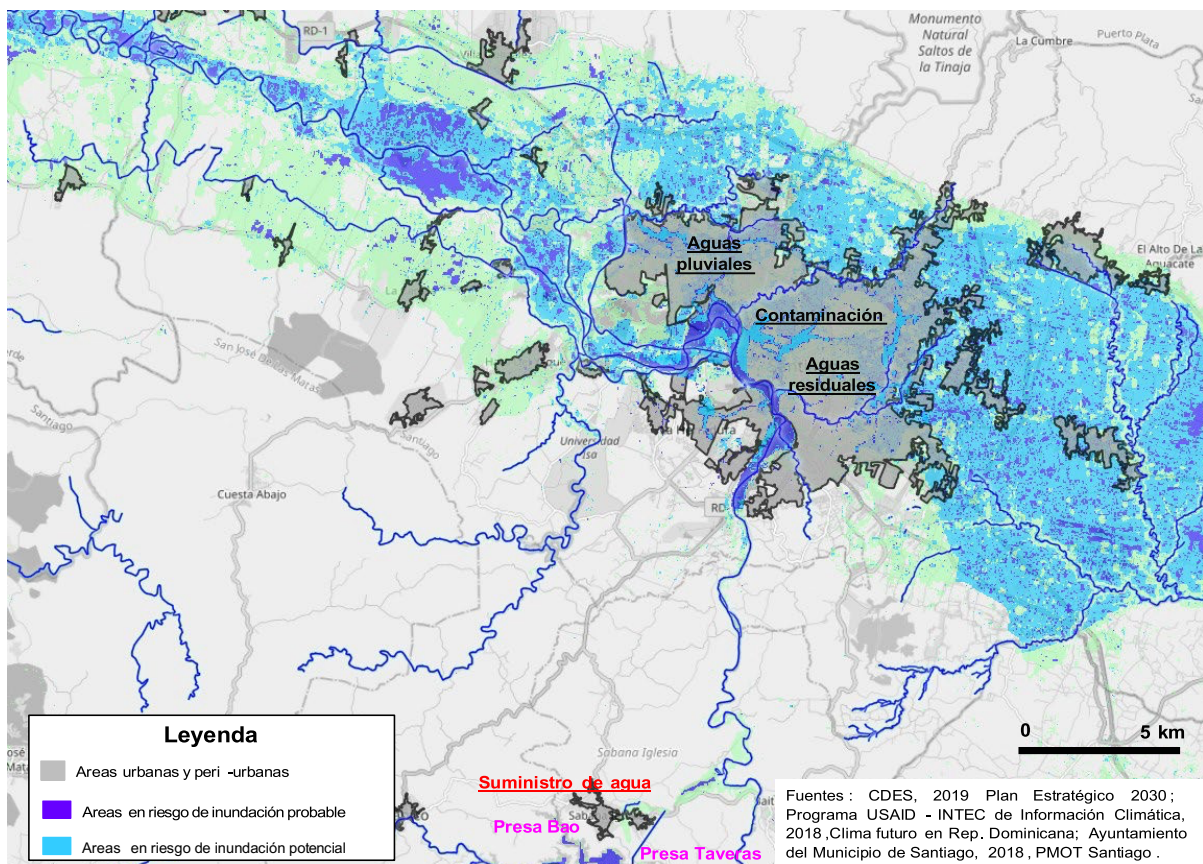 Monumento
Natural
Saltos de
la Tinaja
Puerto Plata
La Cumbre
RD-1
El Alto De La
Aguacate
Aguas
pluviales
Contaminación
Aguas
residuales
San José De Las Matas
Santiago
Santiago
Universidad
Isa
Cuesta Abajo
RD-
Sabana Iglesia
Suministro de agua
Presa Bao
Presa Taveras
Leyenda
Areas urbanas y peri -urbanas
Areas en riesgo de inundación probable
Areas en riesgo de inundación potencial
0 5 km
Fuentes : CDES, 2019 Plan Estratégico 2030 ;
Programa USAID - INTEC de Información Climática,
2018 ,Clima futuro en Rep. Dominicana; Ayuntamiento
del Municipio de Santiago, 2018 , PMOT Santiago .